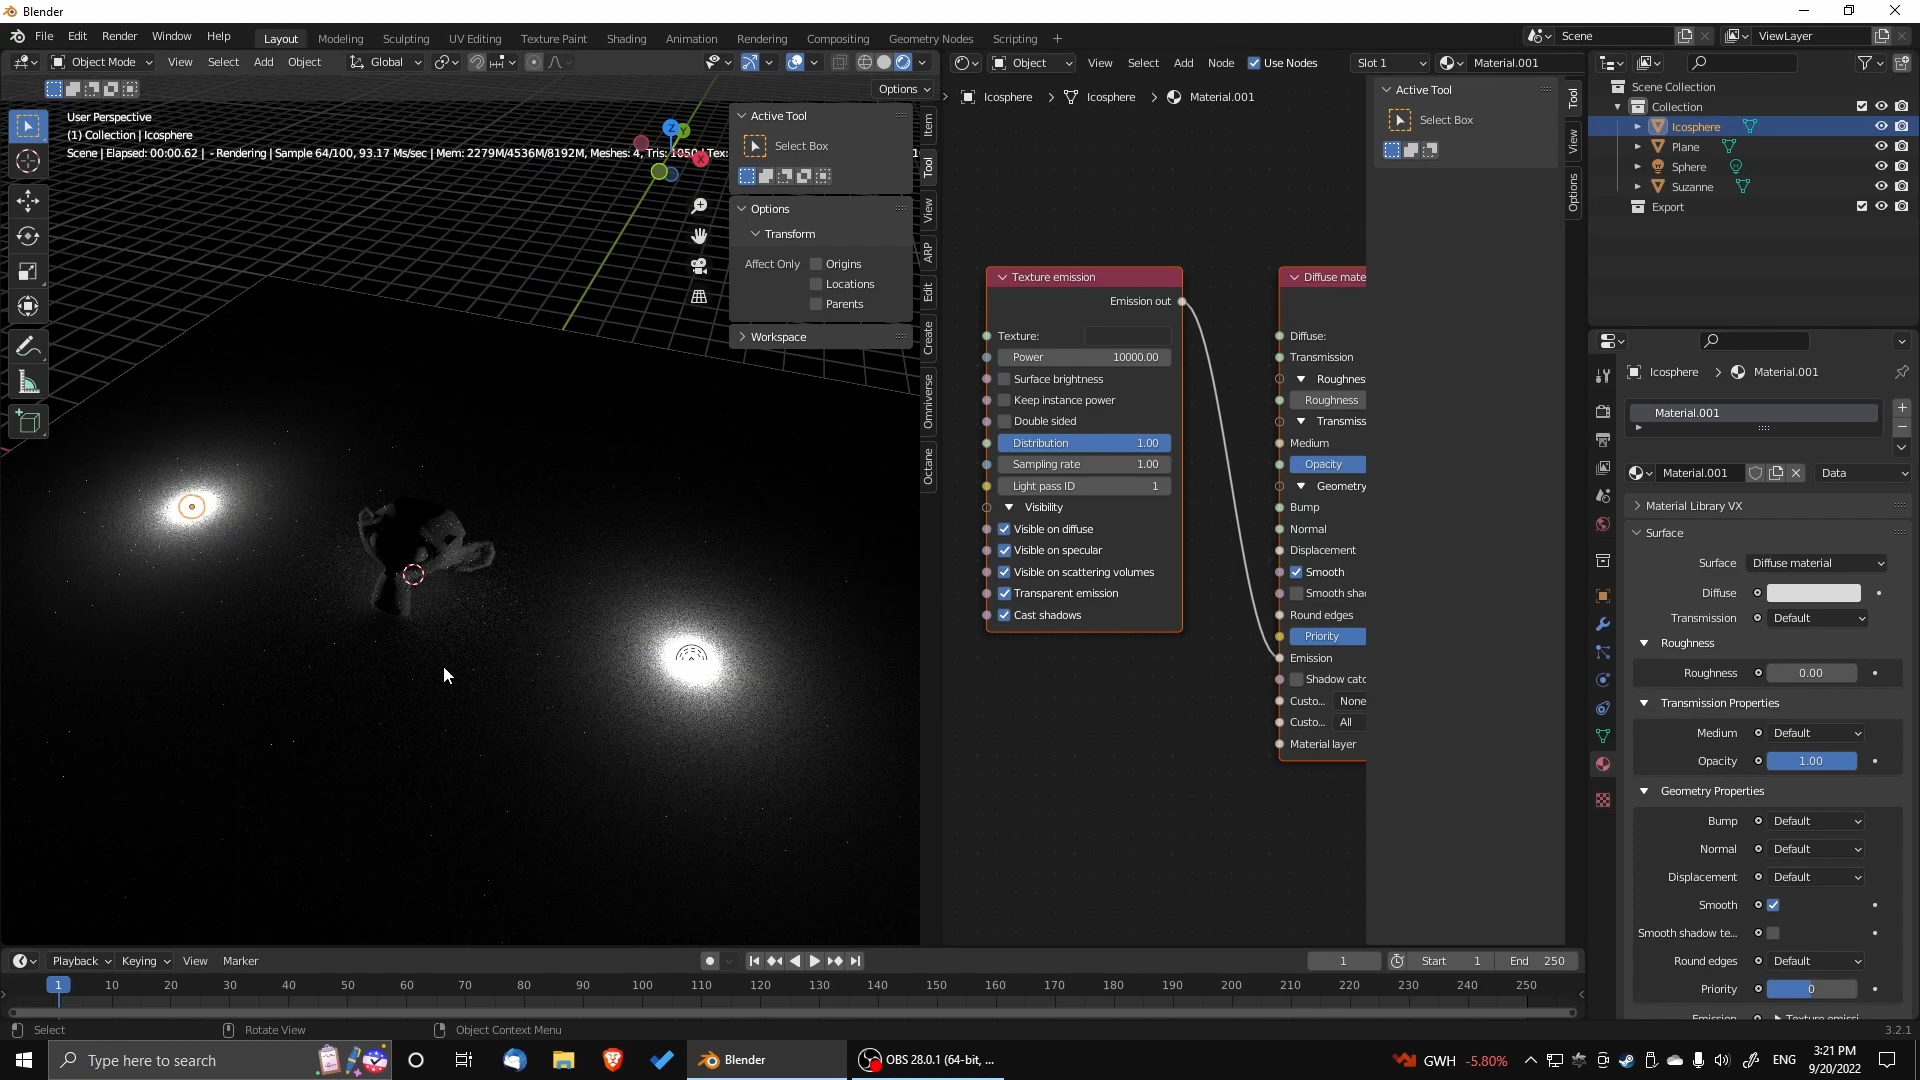 Blender
File Edit Render Window Help
Layout Modeling Sculpting UV Editing Texture Paint Shading Animation Rendering Compositing Geometry Nodes Scripting +
Scene
ViewLayer
Object Mode View Select Add Object Global
Object View Select Add Node Use Nodes Slot 1 Material.001
Options
User Perspective
(1) Collection | Icosphere
Scene | Elapsed: 00:00.62 | - Rendering | Sample 64/100, 93.17 Ms/sec | Mem: 2279M/4536M/8192M, Meshes: 4, Tris: 1050, Tex:
Z
Y
X
Active Tool
Select Box
Options
Transform
Affect Only Origins
Locations
Parents
Workspace
Item
Tool
View
ARP
Edit
Create
Omniverse
Octane
Icosphere > Icosphere > Material.001
Texture emission
Emission out
Texture:
Power 10000.00
Surface brightness
Keep instance power
Double sided
Distribution 1.00
Sampling rate 1.00
Light pass ID 1
Visibility
Visible on diffuse
Visible on specular
Visible on scattering volumes
Transparent emission
Cast shadows
Diffuse mate
Diffuse:
Transmission
Roughness
Roughness
Transmiss
Medium
Opacity
Geometry
Bump
Normal
Displacement
Smooth
Smooth shad
Round edges
Priority
Emission
Shadow catc
Custo... None
Custo... All
Material layer
Active Tool
Select Box
Tool
View
Options
Scene Collection
Collection
Icosphere
Plane
Sphere
Suzanne
Export
Icosphere > Material.001
Material.001
Material.001 Data
Material Library VX
Surface
Surface Diffuse material
Diffuse
Transmission Default
Roughness
Roughness 0.00
Transmission Properties
Medium Default
Opacity 1.00
Geometry Properties
Bump Default
Normal Default
Displacement Default
Smooth
Smooth shadow te...
Round edges Default
Priority 0
Emission Texture emissi
Playback Keying View Marker
1 Start 1 End 250
1 10 20 30 40 50 60 70 80 90 100 110 120 130 140 150 160 170 180 190 200 210 220 230 240 250
Select Rotate View Object Context Menu
3.2.1
Type here to search
Blender
OBS 28.0.1 (64-bit, ...
GWH -5.80%
ENG
3:21 PM
9/20/2022